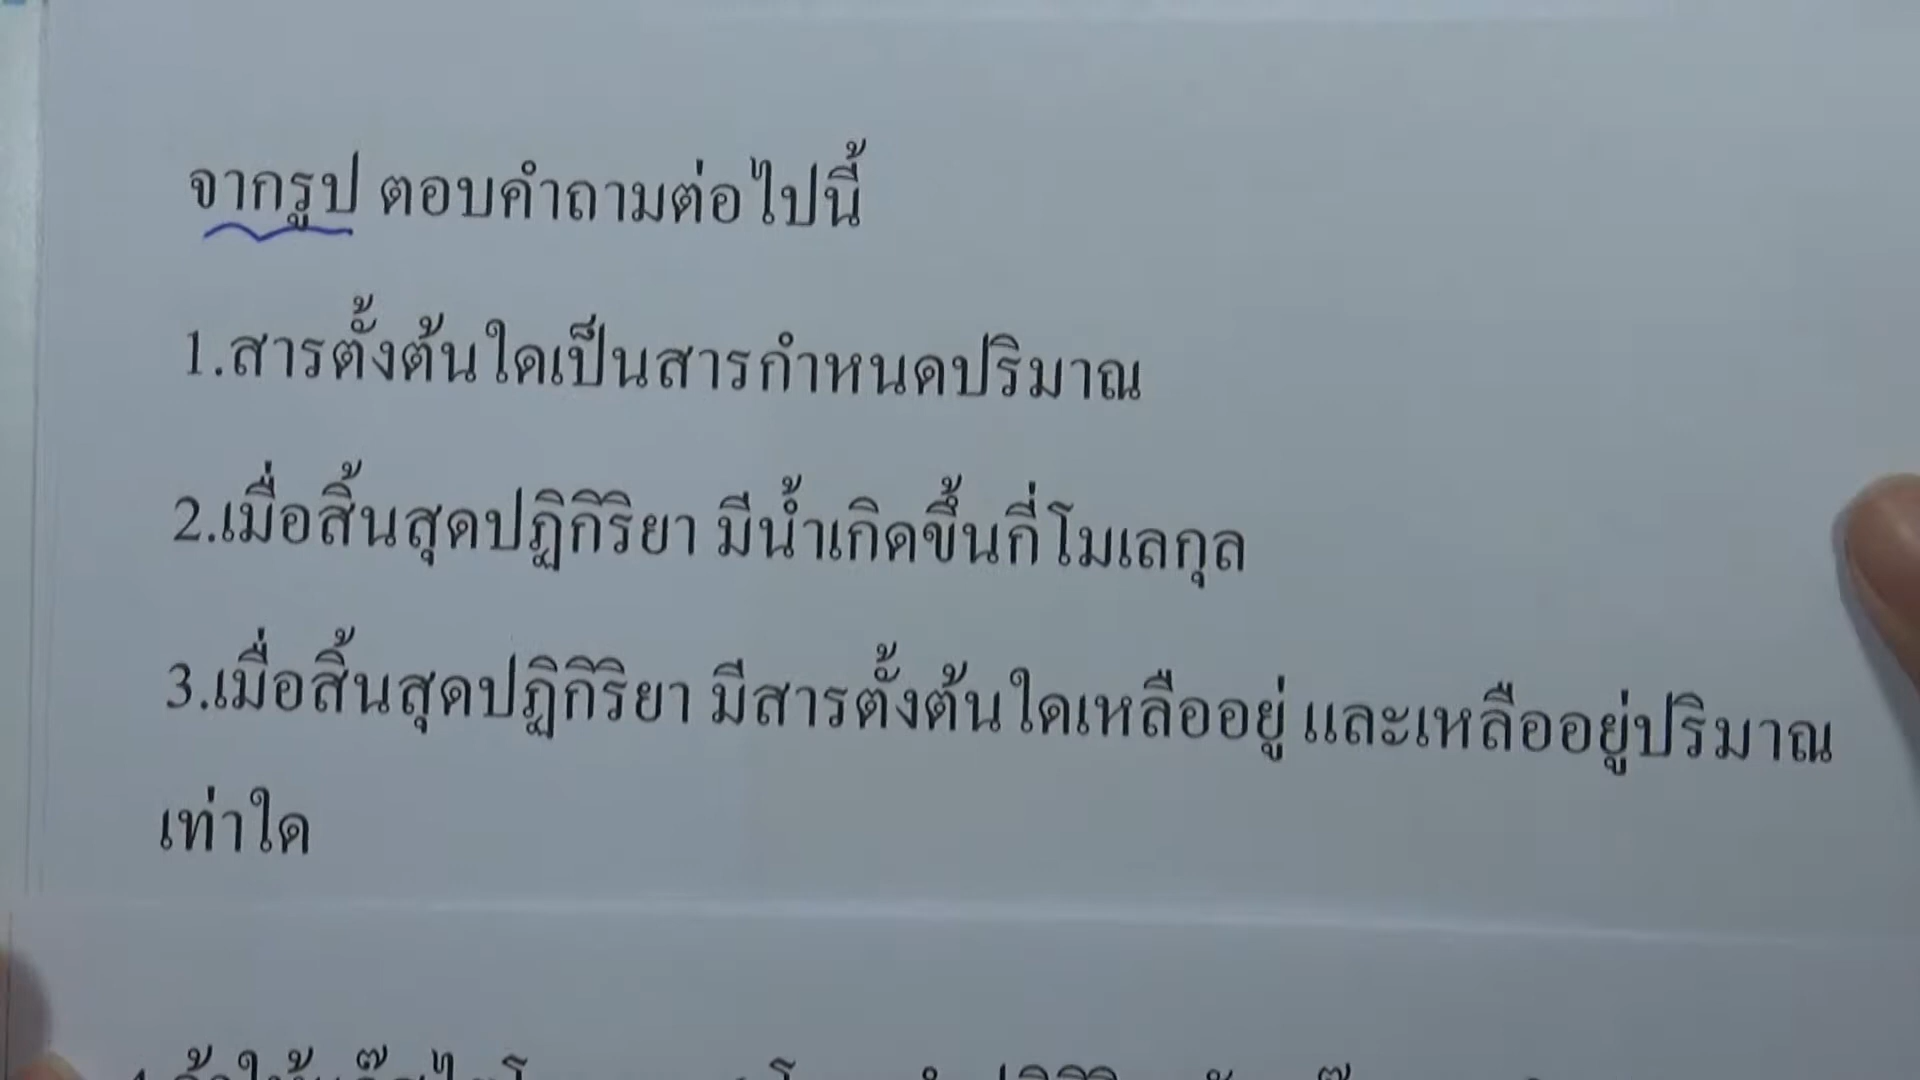 จากรูป ตอบคำถามต่อไปนี้
1.สารตั้งต้นใดเป็นสารกำหนดปริมาณ
2.เมื่อสิ้นสุดปฏิกิริยา มีน้ำเกิดขึ้นกี่โมเลกุล
3.เมื่อสิ้นสุดปฏิกิริยา มีสารตั้งต้นใดเหลืออยู่ และเหลืออยู่ปริมาณ
เท่าใด